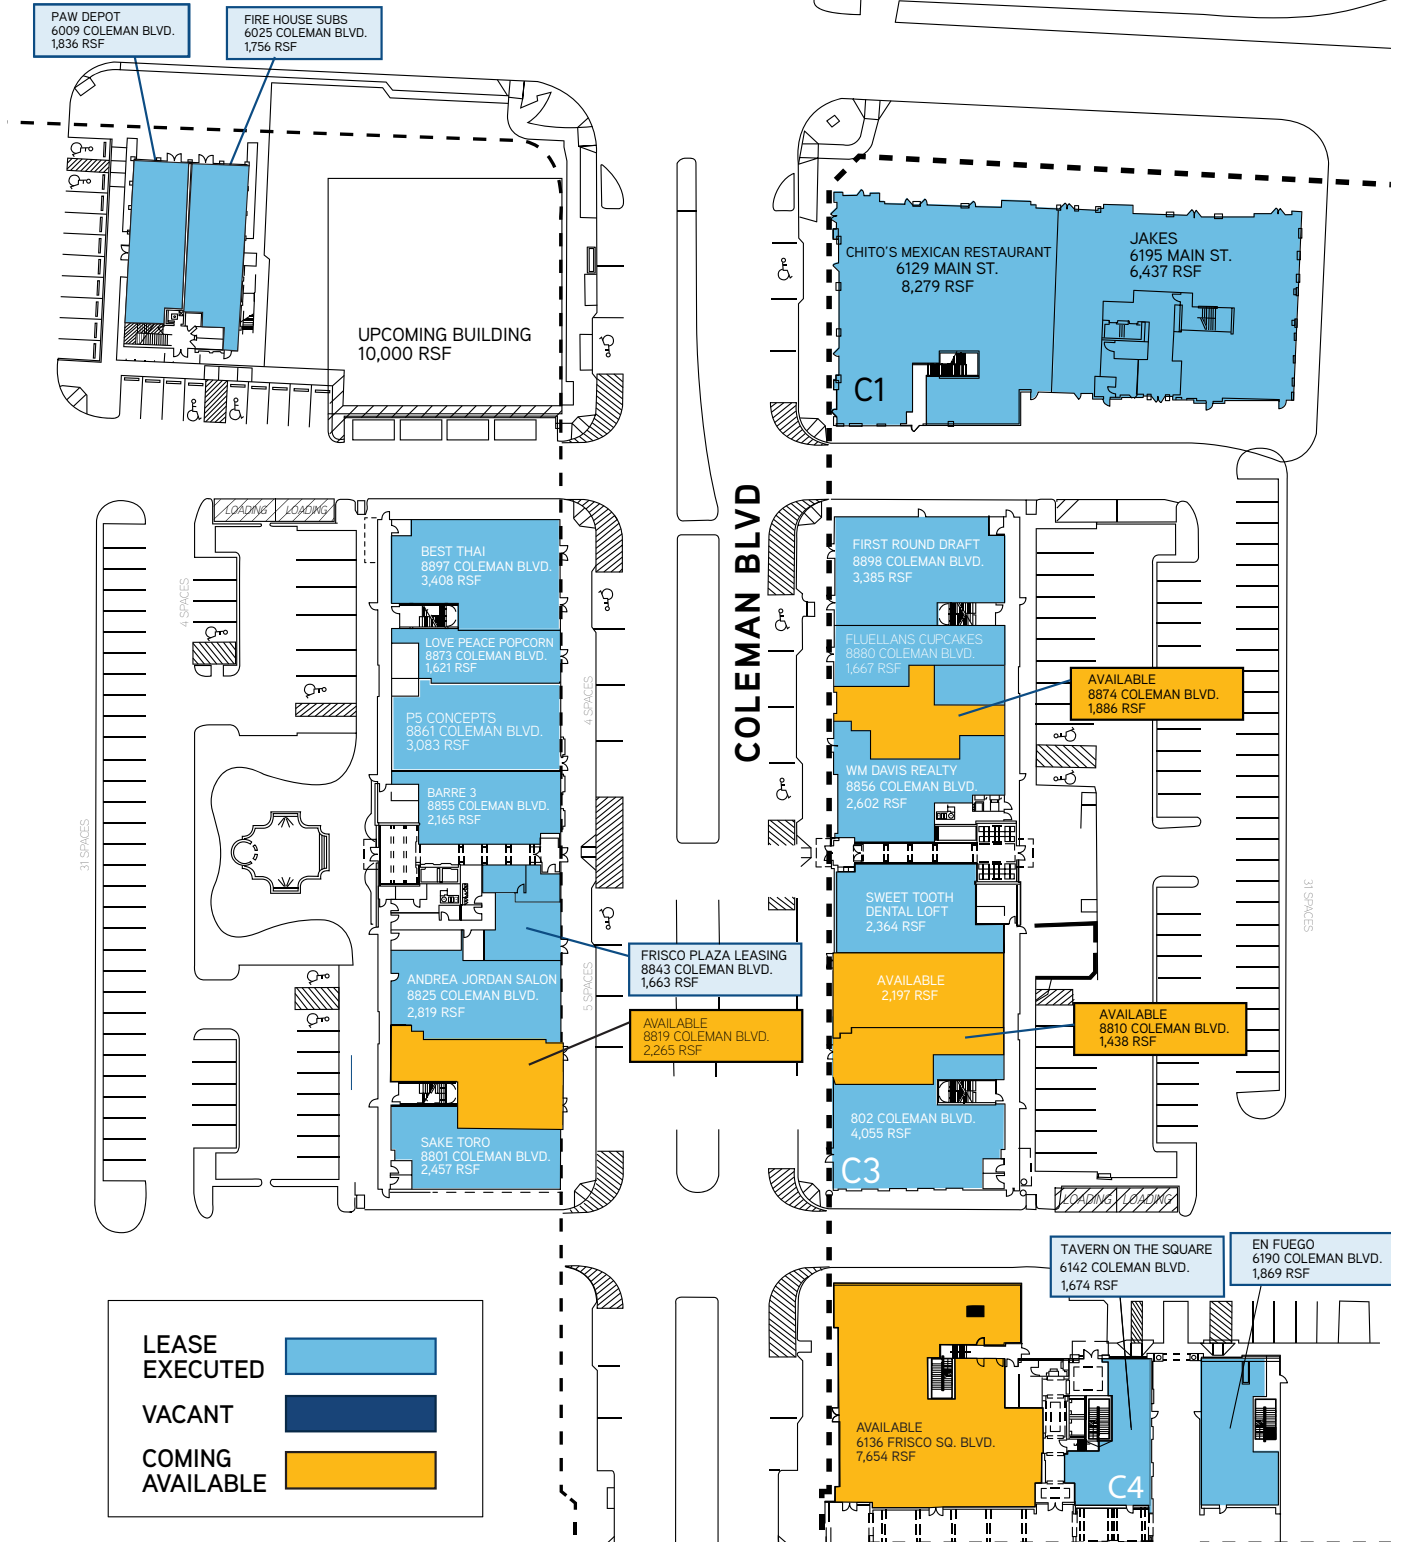 PAW DEPOT
6009 COLEMAN BLVD.
1,836 RSF
FIRE HOUSE SUBS
6025 COLEMAN BLVD.
1,756 RSF
UPCOMING BUILDING
10,000 RSF
CHITO'S MEXICAN RESTAURANT
6129 MAIN ST.
8,279 RSF
JAKES
6195 MAIN ST.
6,437 RSF
C1
COLEMAN BLVD
LOADING
LOADING
4 SPACES
31 SPACES
BEST THAI
8897 COLEMAN BLVD.
3,408 RSF
LOVE PEACE POPCORN
8873 COLEMAN BLVD.
1,621 RSF
P5 CONCEPTS
8861 COLEMAN BLVD.
3,083 RSF
BARRE 3
8855 COLEMAN BLVD.
2,165 RSF
4 SPACES
5 SPACES
FRISCO PLAZA LEASING
8843 COLEMAN BLVD.
1,663 RSF
ANDREA JORDAN SALON
8825 COLEMAN BLVD.
2,819 RSF
AVAILABLE
8819 COLEMAN BLVD.
2,265 RSF
SAKE TORO
8801 COLEMAN BLVD.
2,457 RSF
FIRST ROUND DRAFT
8898 COLEMAN BLVD.
3,385 RSF
FLUELLANS CUPCAKES
8880 COLEMAN BLVD.
1,667 RSF
AVAILABLE
8874 COLEMAN BLVD.
1,886 RSF
WM DAVIS REALTY
8856 COLEMAN BLVD.
2,602 RSF
SWEET TOOTH
DENTAL LOFT
2,364 RSF
AVAILABLE
2,197 RSF
AVAILABLE
8810 COLEMAN BLVD.
1,438 RSF
802 COLEMAN BLVD.
4,055 RSF
C3
31 SPACES
LOADING
LOADING
TAVERN ON THE SQUARE
6142 COLEMAN BLVD.
1,674 RSF
EN FUEGO
6190 COLEMAN BLVD.
1,869 RSF
AVAILABLE
6136 FRISCO SQ. BLVD.
7,654 RSF
C4
LEASE
EXECUTED
VACANT
COMING
AVAILABLE